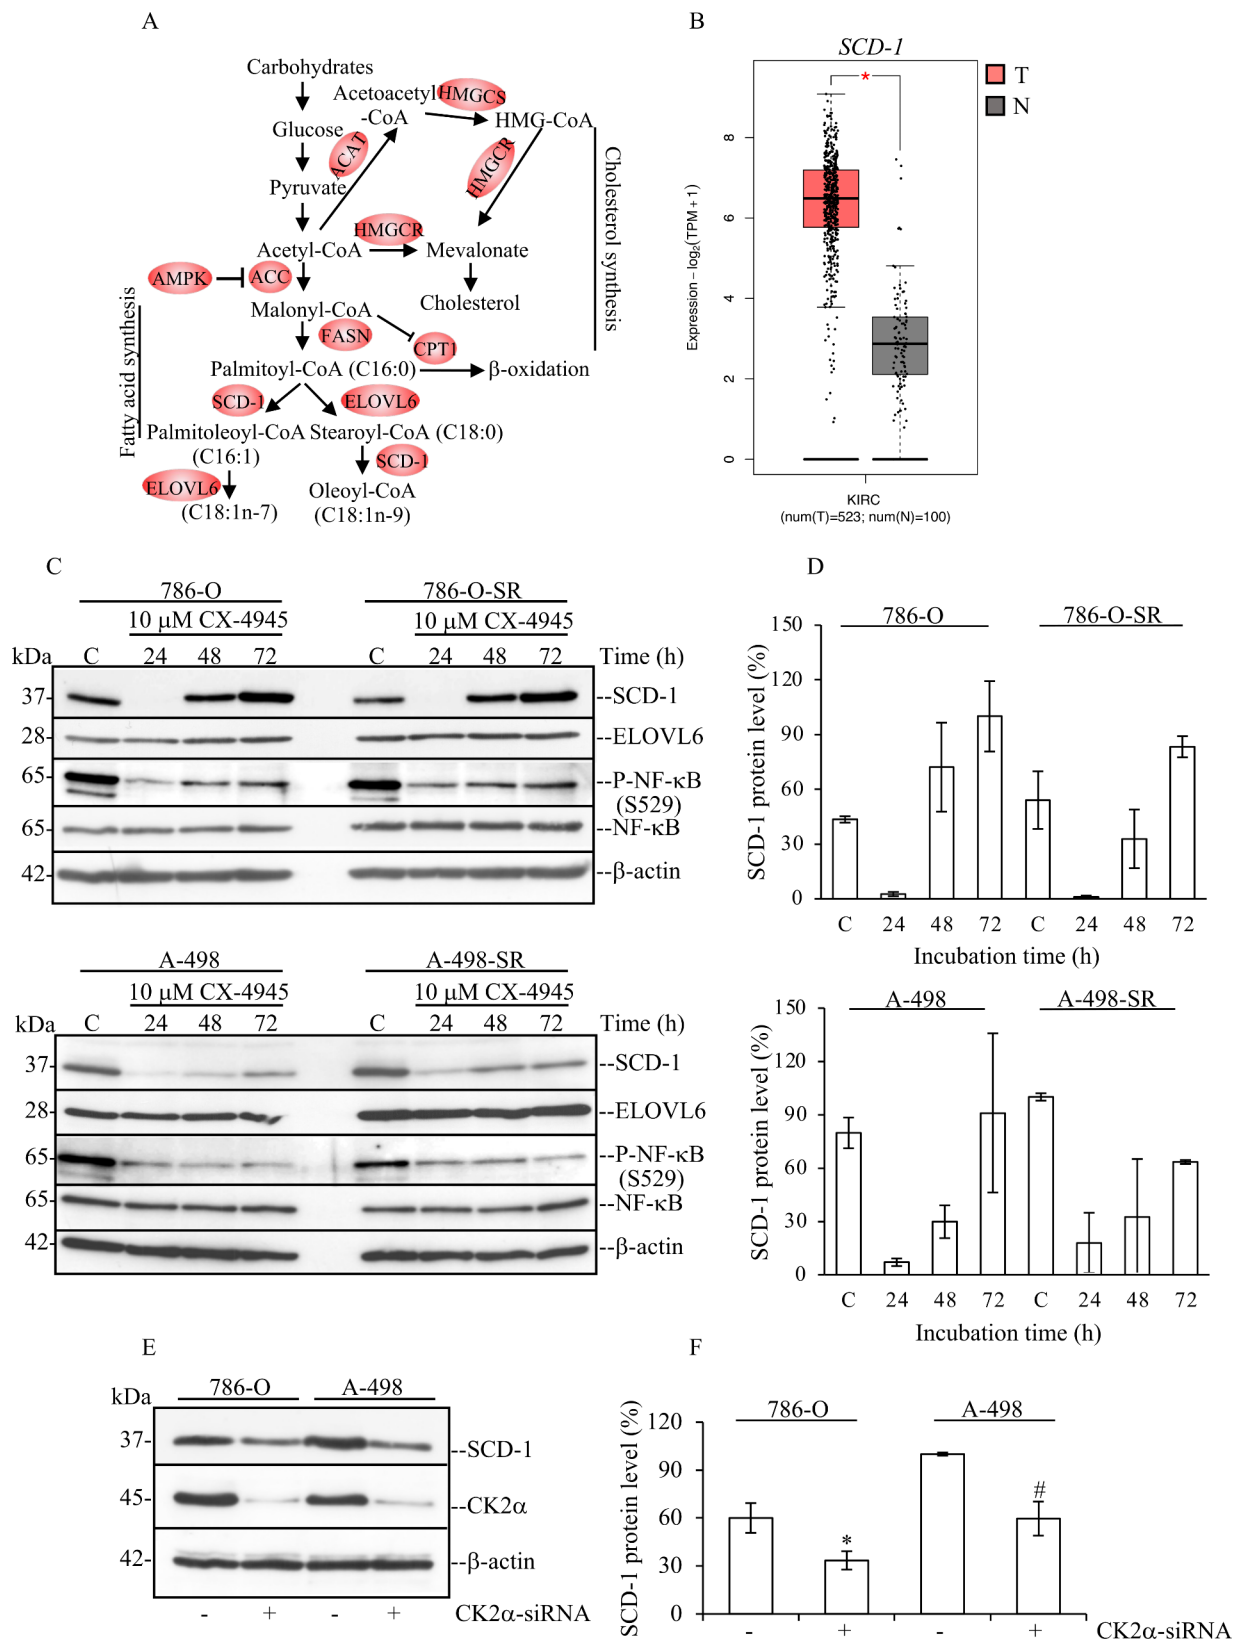 A
Carbohydrates
Acetoacetyl
-CoA
HMGCS
HMG-CoA
Glucose
ACAT
HMGCR
Pyruvate
HMGCR
Acetyl-CoA
Mevalonate
AMPK
ACC
Cholesterol
Malonyl-CoA
FASN
CPT1
Palmitoyl-CoA (C16:0)
β-oxidation
SCD-1
ELOVL6
Palmitoleoyl-CoA
(C16:1)
Stearoyl-CoA (C18:0)
SCD-1
ELOVL6
Oleoyl-CoA
(C18:1n-7)
(C18:1n-9)
Fatty acid synthesis
Cholesterol synthesis
B
SCD-1
T
N
*
Expression − log2(TPM + 1)
8
6
4
2
0
KIRC
(num(T)=523; num(N)=100)
C
786-O
786-O-SR
10 μM CX-4945
10 μM CX-4945
kDa
C
24
48
72
C
24
48
72
Time (h)
37-
--SCD-1
28-
--ELOVL6
65-
--P-NF-κB
(S529)
65-
--NF-κB
42-
--β-actin
A-498
A-498-SR
10 μM CX-4945
10 μM CX-4945
kDa
C
24
48
72
C
24
48
72
Time (h)
37-
--SCD-1
28-
--ELOVL6
65-
--P-NF-κB
(S529)
65-
--NF-κB
42-
--β-actin
D
786-O
786-O-SR
SCD-1 protein level (%)
150
120
90
60
30
0
C
24
48
72
C
24
48
72
Incubation time (h)
A-498
A-498-SR
SCD-1 protein level (%)
150
120
90
60
30
0
C
24
48
72
C
24
48
72
Incubation time (h)
E
786-O
A-498
kDa
37-
--SCD-1
45-
--CK2α
42-
--β-actin
-
+
-
+
CK2α-siRNA
F
786-O
A-498
SCD-1 protein level (%)
120
90
60
30
0
*
#
-
+
-
+
CK2α-siRNA